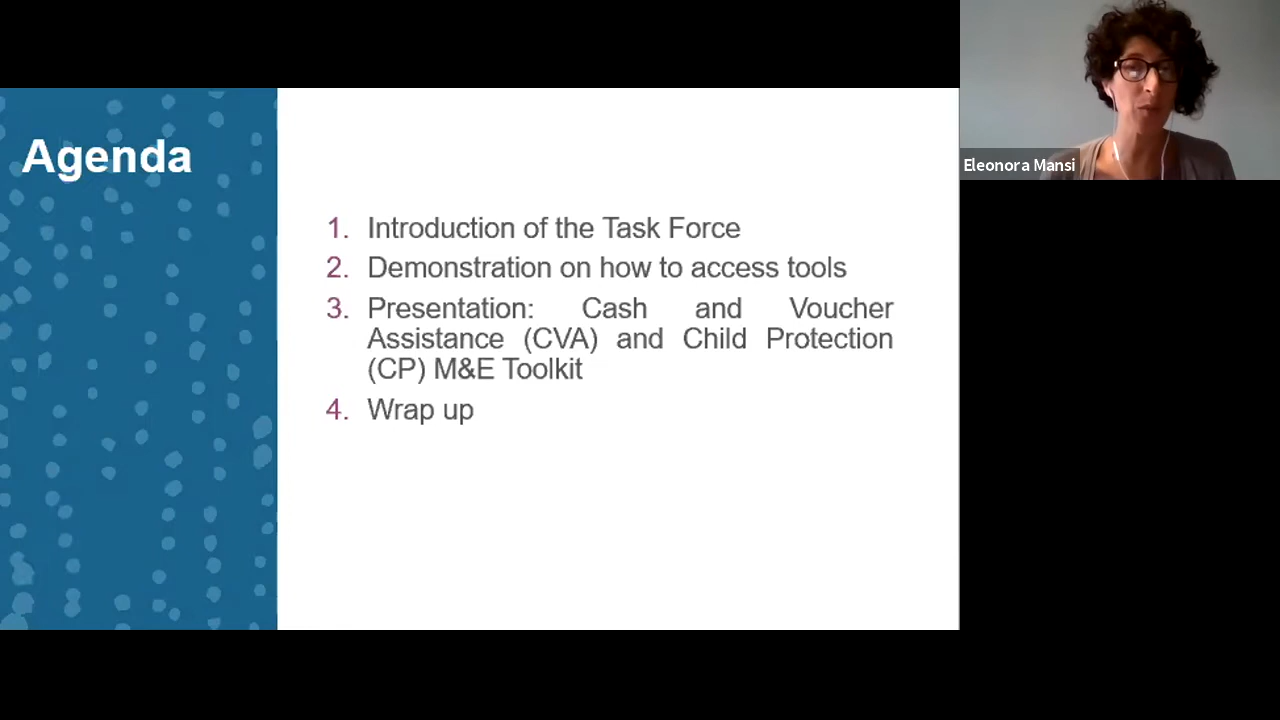 Agenda
1. Introduction of the Task Force
2. Demonstration on how to access tools
3. Presentation: Cash and Voucher
Assistance (CVA) and Child Protection
(CP) M&E Toolkit
4. Wrap up
Eleonora Mansi